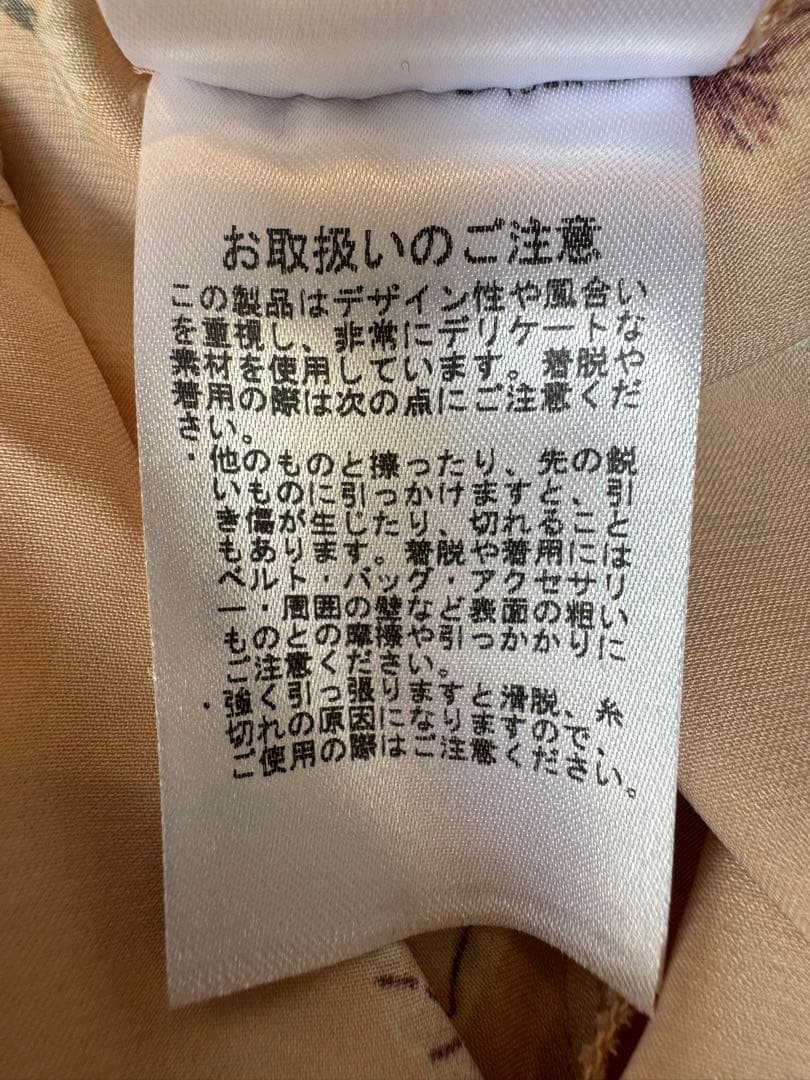 お取扱いのご注意
この製品はデザイン性や風合い
を重視し、非常にデリケートな
素材を使用しています。着脱や
着用の際は次の点にご注意くだ
さい。
・他のものと擦ったり、先の鋭
いものに引っかけますと、引
きも傷が生じたり、切れるこ
とあります。着脱や着用には
ベルト・バッグ・アクセサリ
ー・周囲の壁など表面の粗い
もの との摩擦や引っかかりに
ご注意ください。
・強く引っ張りますと滑脱、糸
切れの原因になりますので、
ご使用の際はご注意ください。